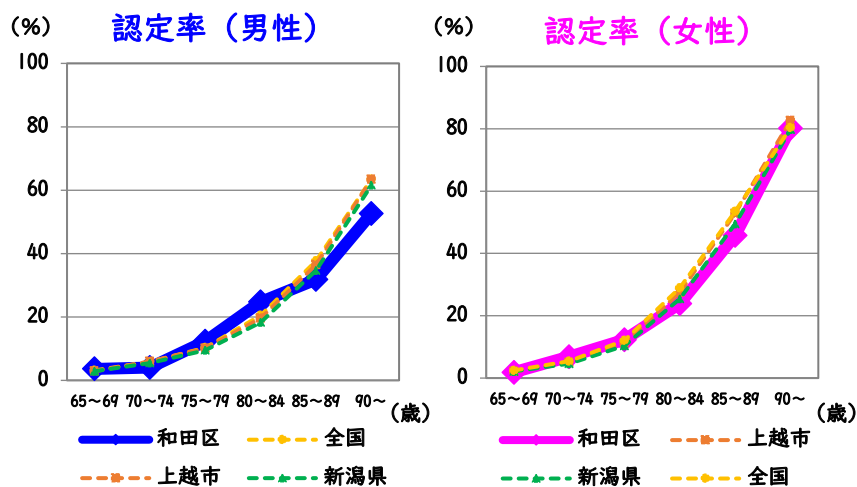 認定率（男性）
(%)
100
80
60
40
20
0
65～69 70～74 75～79 80～84 85～89 90～
(歳)
和田区 全国
上越市 新潟県
認定率（女性）
(%)
100
80
60
40
20
0
65～69 70～74 75～79 80～84 85～89 90～
(歳)
和田区 上越市
新潟県 全国